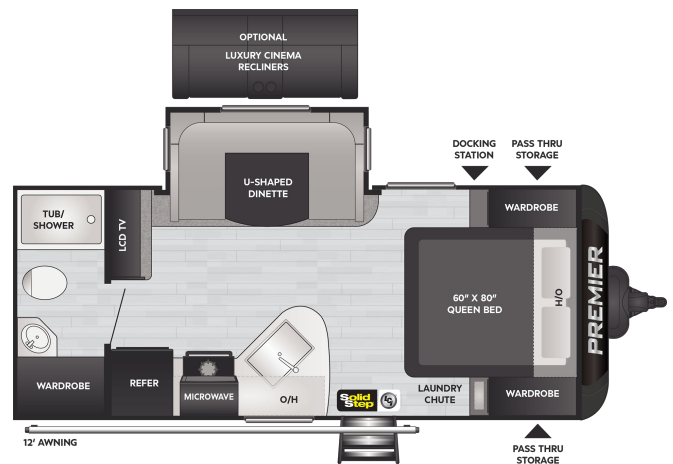 OPTIONAL
LUXURY CINEMA
RECLINERS
DOCKING
STATION
PASS THRU
STORAGE
U-SHAPED
DINETTE
TUB/
SHOWER
LCD TV
WARDROBE
60" X 80"
QUEEN BED
H/O
PREMIER
WARDROBE
REFER
MICROWAVE
O/H
Solid
Step
LAUNDRY
CHUTE
WARDROBE
12' AWNING
PASS THRU
STORAGE